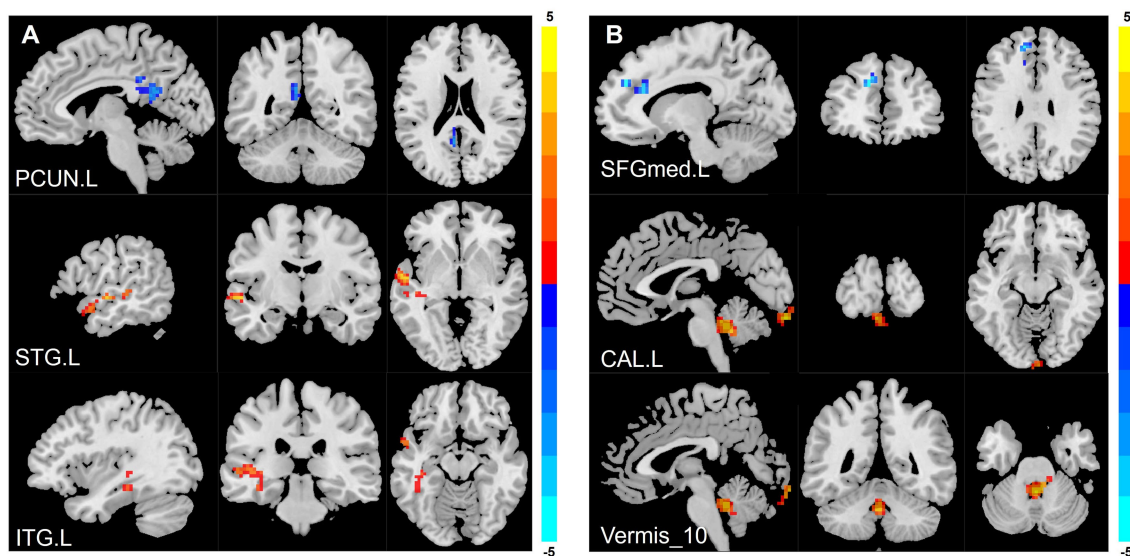 A
5
PCUN.L
STG.L
ITG.L
-5
B
5
SFGmed.L
CAL.L
Vermis_10
-5